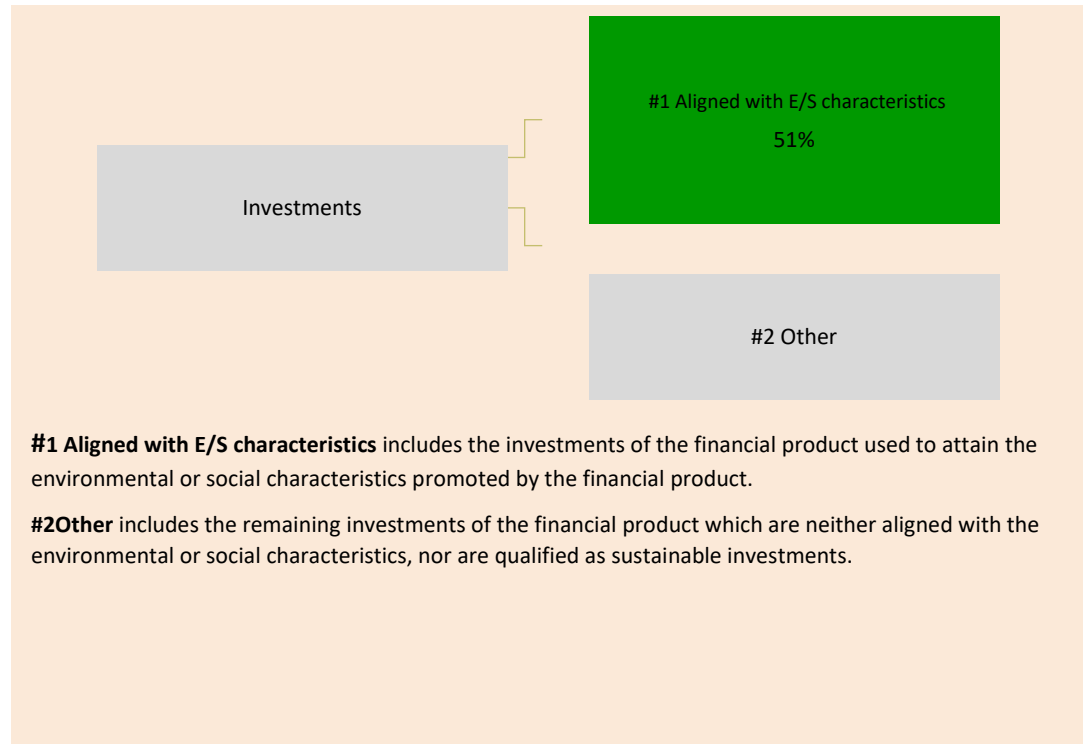 #1 Aligned with E/S characteristics
51%
Investments
#2 Other
#1 Aligned with E/S characteristics includes the investments of the financial product used to attain the
environmental or social characteristics promoted by the financial product.
#2Other includes the remaining investments of the financial product which are neither aligned with the
environmental or social characteristics, nor are qualified as sustainable investments.